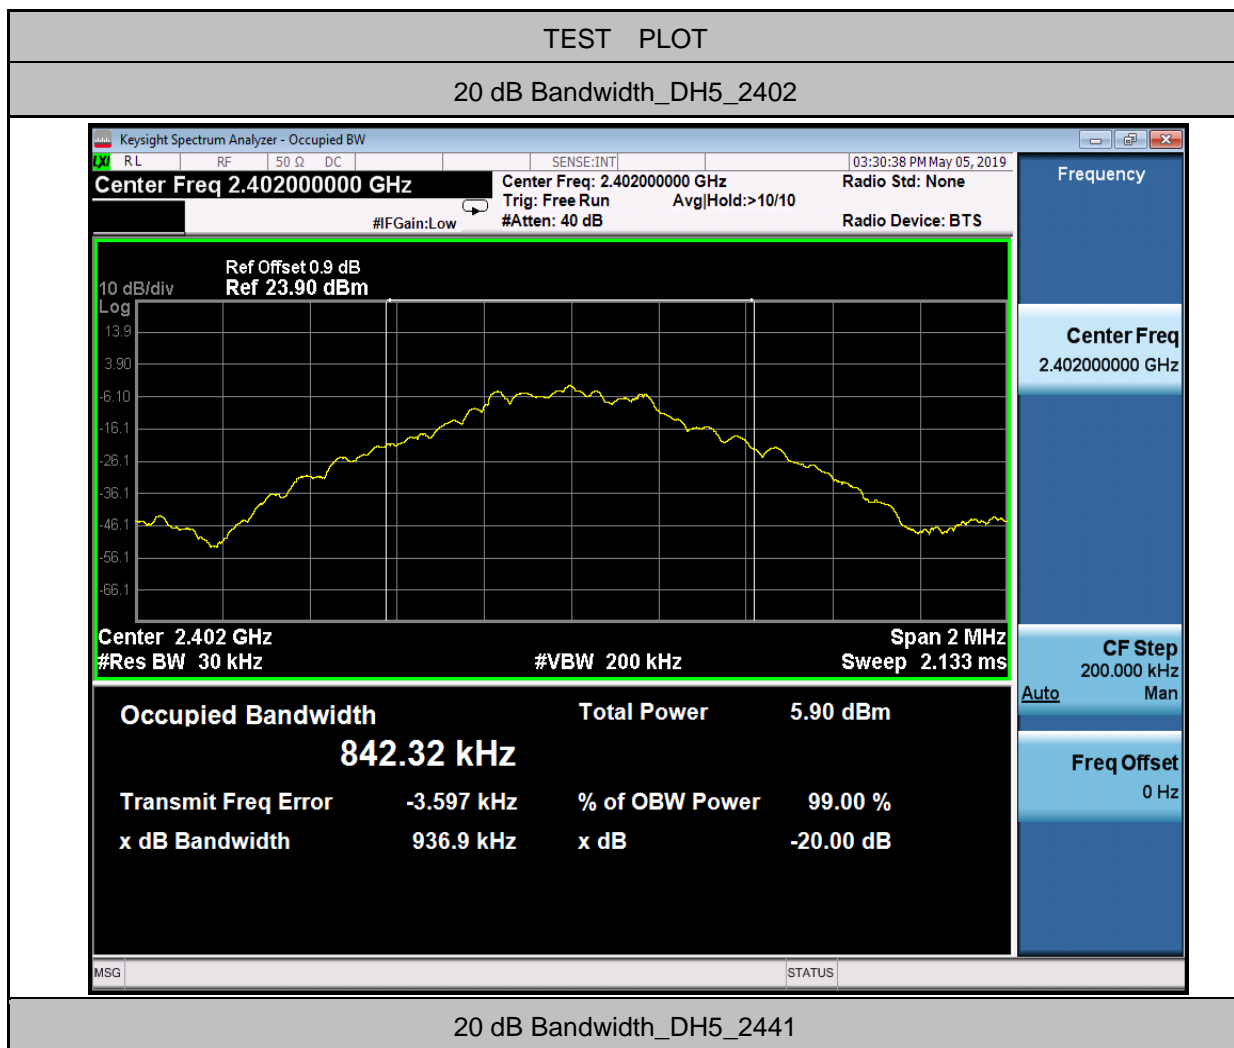 TEST PLOT
20 dB Bandwidth_DH5_2402
Keysight Spectrum Analyzer - Occupied BW
LXI RL RF 50 Ω DC SENSE:INT 03:30:38 PM May 05, 2019
Center Freq 2.402000000 GHz Center Freq: 2.402000000 GHz Radio Std: None
Trig: Free Run Avg|Hold:>10/10
#IFGain:Low #Atten: 40 dB Radio Device: BTS
Ref Offset 0.9 dB
10 dB/div Ref 23.90 dBm
Log
13.9
3.90
-6.10
-16.1
-26.1
-36.1
-46.1
-56.1
-66.1
Center 2.402 GHz Span 2 MHz
#Res BW 30 kHz #VBW 200 kHz Sweep 2.133 ms
Occupied Bandwidth Total Power 5.90 dBm
842.32 kHz
Transmit Freq Error -3.597 kHz % of OBW Power 99.00 %
x dB Bandwidth 936.9 kHz x dB -20.00 dB
MSG STATUS
Frequency
Center Freq
2.402000000 GHz
CF Step
200.000 kHz
Auto Man
Freq Offset
0 Hz
20 dB Bandwidth_DH5_2441